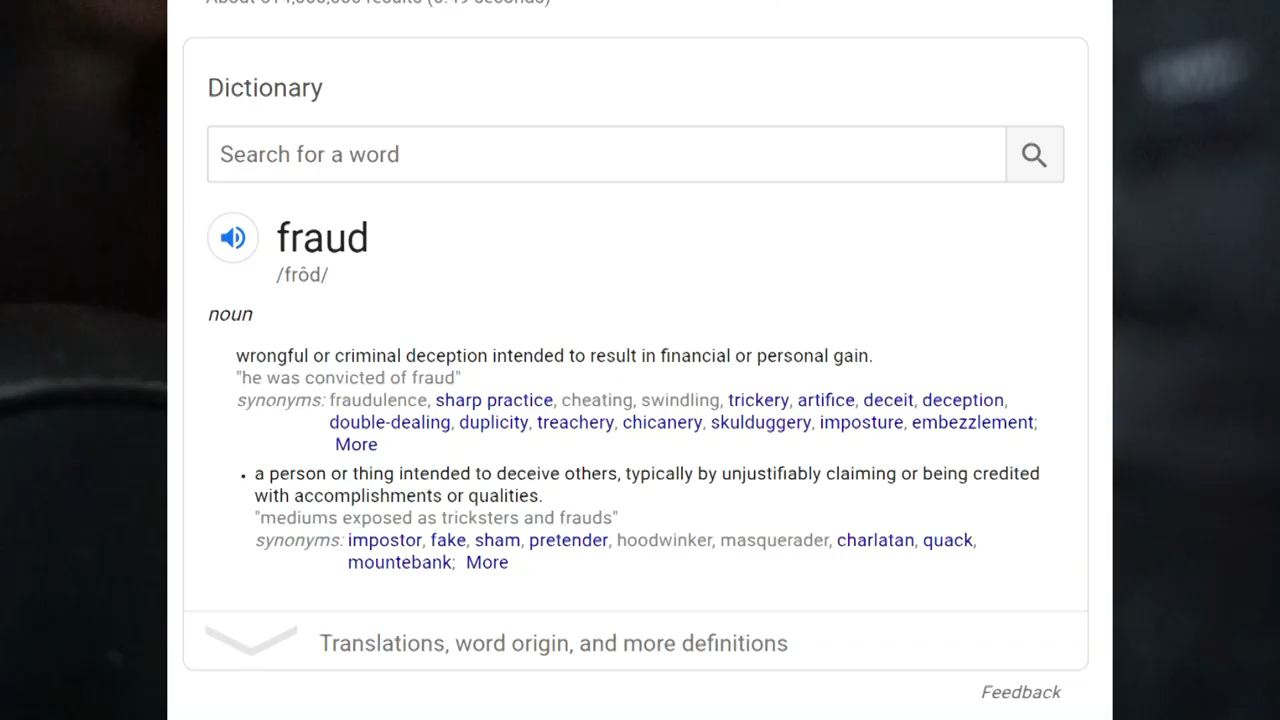 Dictionary
Search for a word
fraud
/frôd/
noun
wrongful or criminal deception intended to result in financial or personal gain.
"he was convicted of fraud"
synonyms: fraudulence, sharp practice, cheating, swindling, trickery, artifice, deceit, deception,
double-dealing, duplicity, treachery, chicanery, skulduggery, imposture, embezzlement;
More
• a person or thing intended to deceive others, typically by unjustifiably claiming or being credited
with accomplishments or qualities.
"mediums exposed as tricksters and frauds"
synonyms: impostor, fake, sham, pretender, hoodwinker, masquerader, charlatan, quack,
mountebank; More
Translations, word origin, and more definitions
Feedback